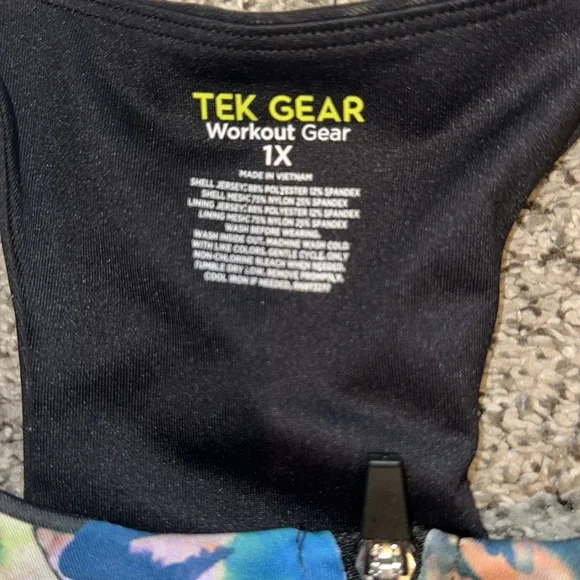 TEK GEAR
Workout Gear
1X
MADE IN VIETNAM
SHELL JERSEY: 88% POLYESTER 12% SPANDEX
SHELL MESH: 75% NYLON 25% SPANDEX
LINING JERSEY: 88% POLYESTER 12% SPANDEX
LINING MESH: 75% NYLON 25% SPANDEX
WASH BEFORE WEARING.
WASH INSIDE OUT. MACHINE WASH COLD
WITH LIKE COLORS. GENTLE CYCLE. ONLY
NON-CHLORINE BLEACH WHEN NEEDED.
TUMBLE DRY LOW. REMOVE PROMPTLY.
COOL IRON IF NEEDED.